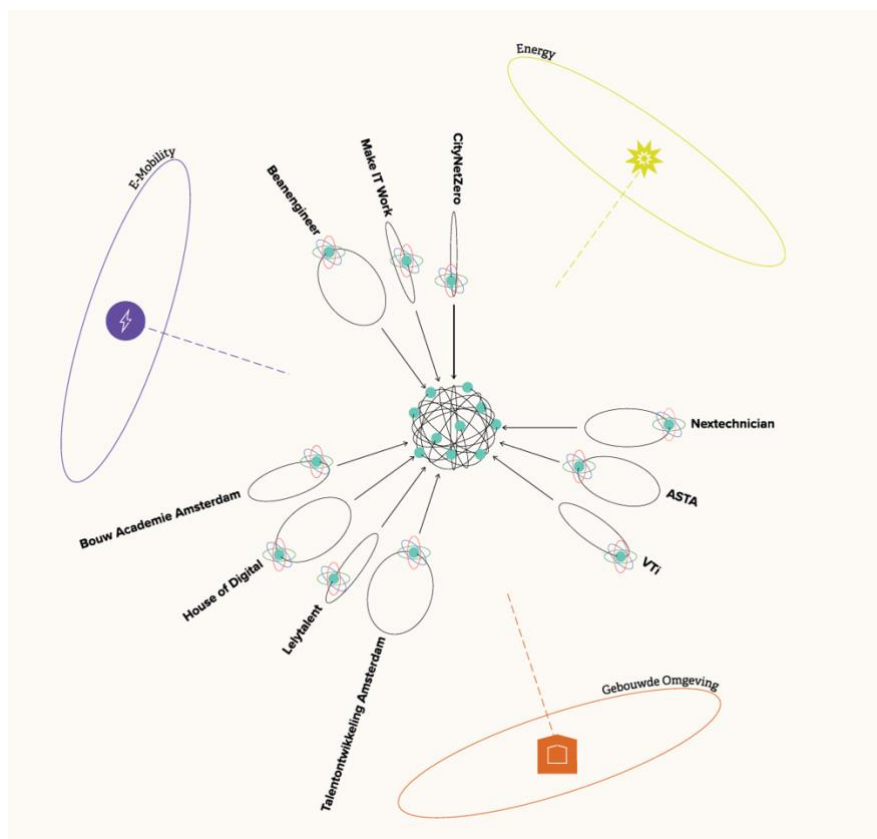 Energy
E-Mobility
Beanengineer
Make IT Work
CityNetZero
Nextechnician
ASTA
VTi
Bouw Academie Amsterdam
House of Digital
Lelytalent
Talentontwikkeling Amsterdam
Gebouwde Omgeving